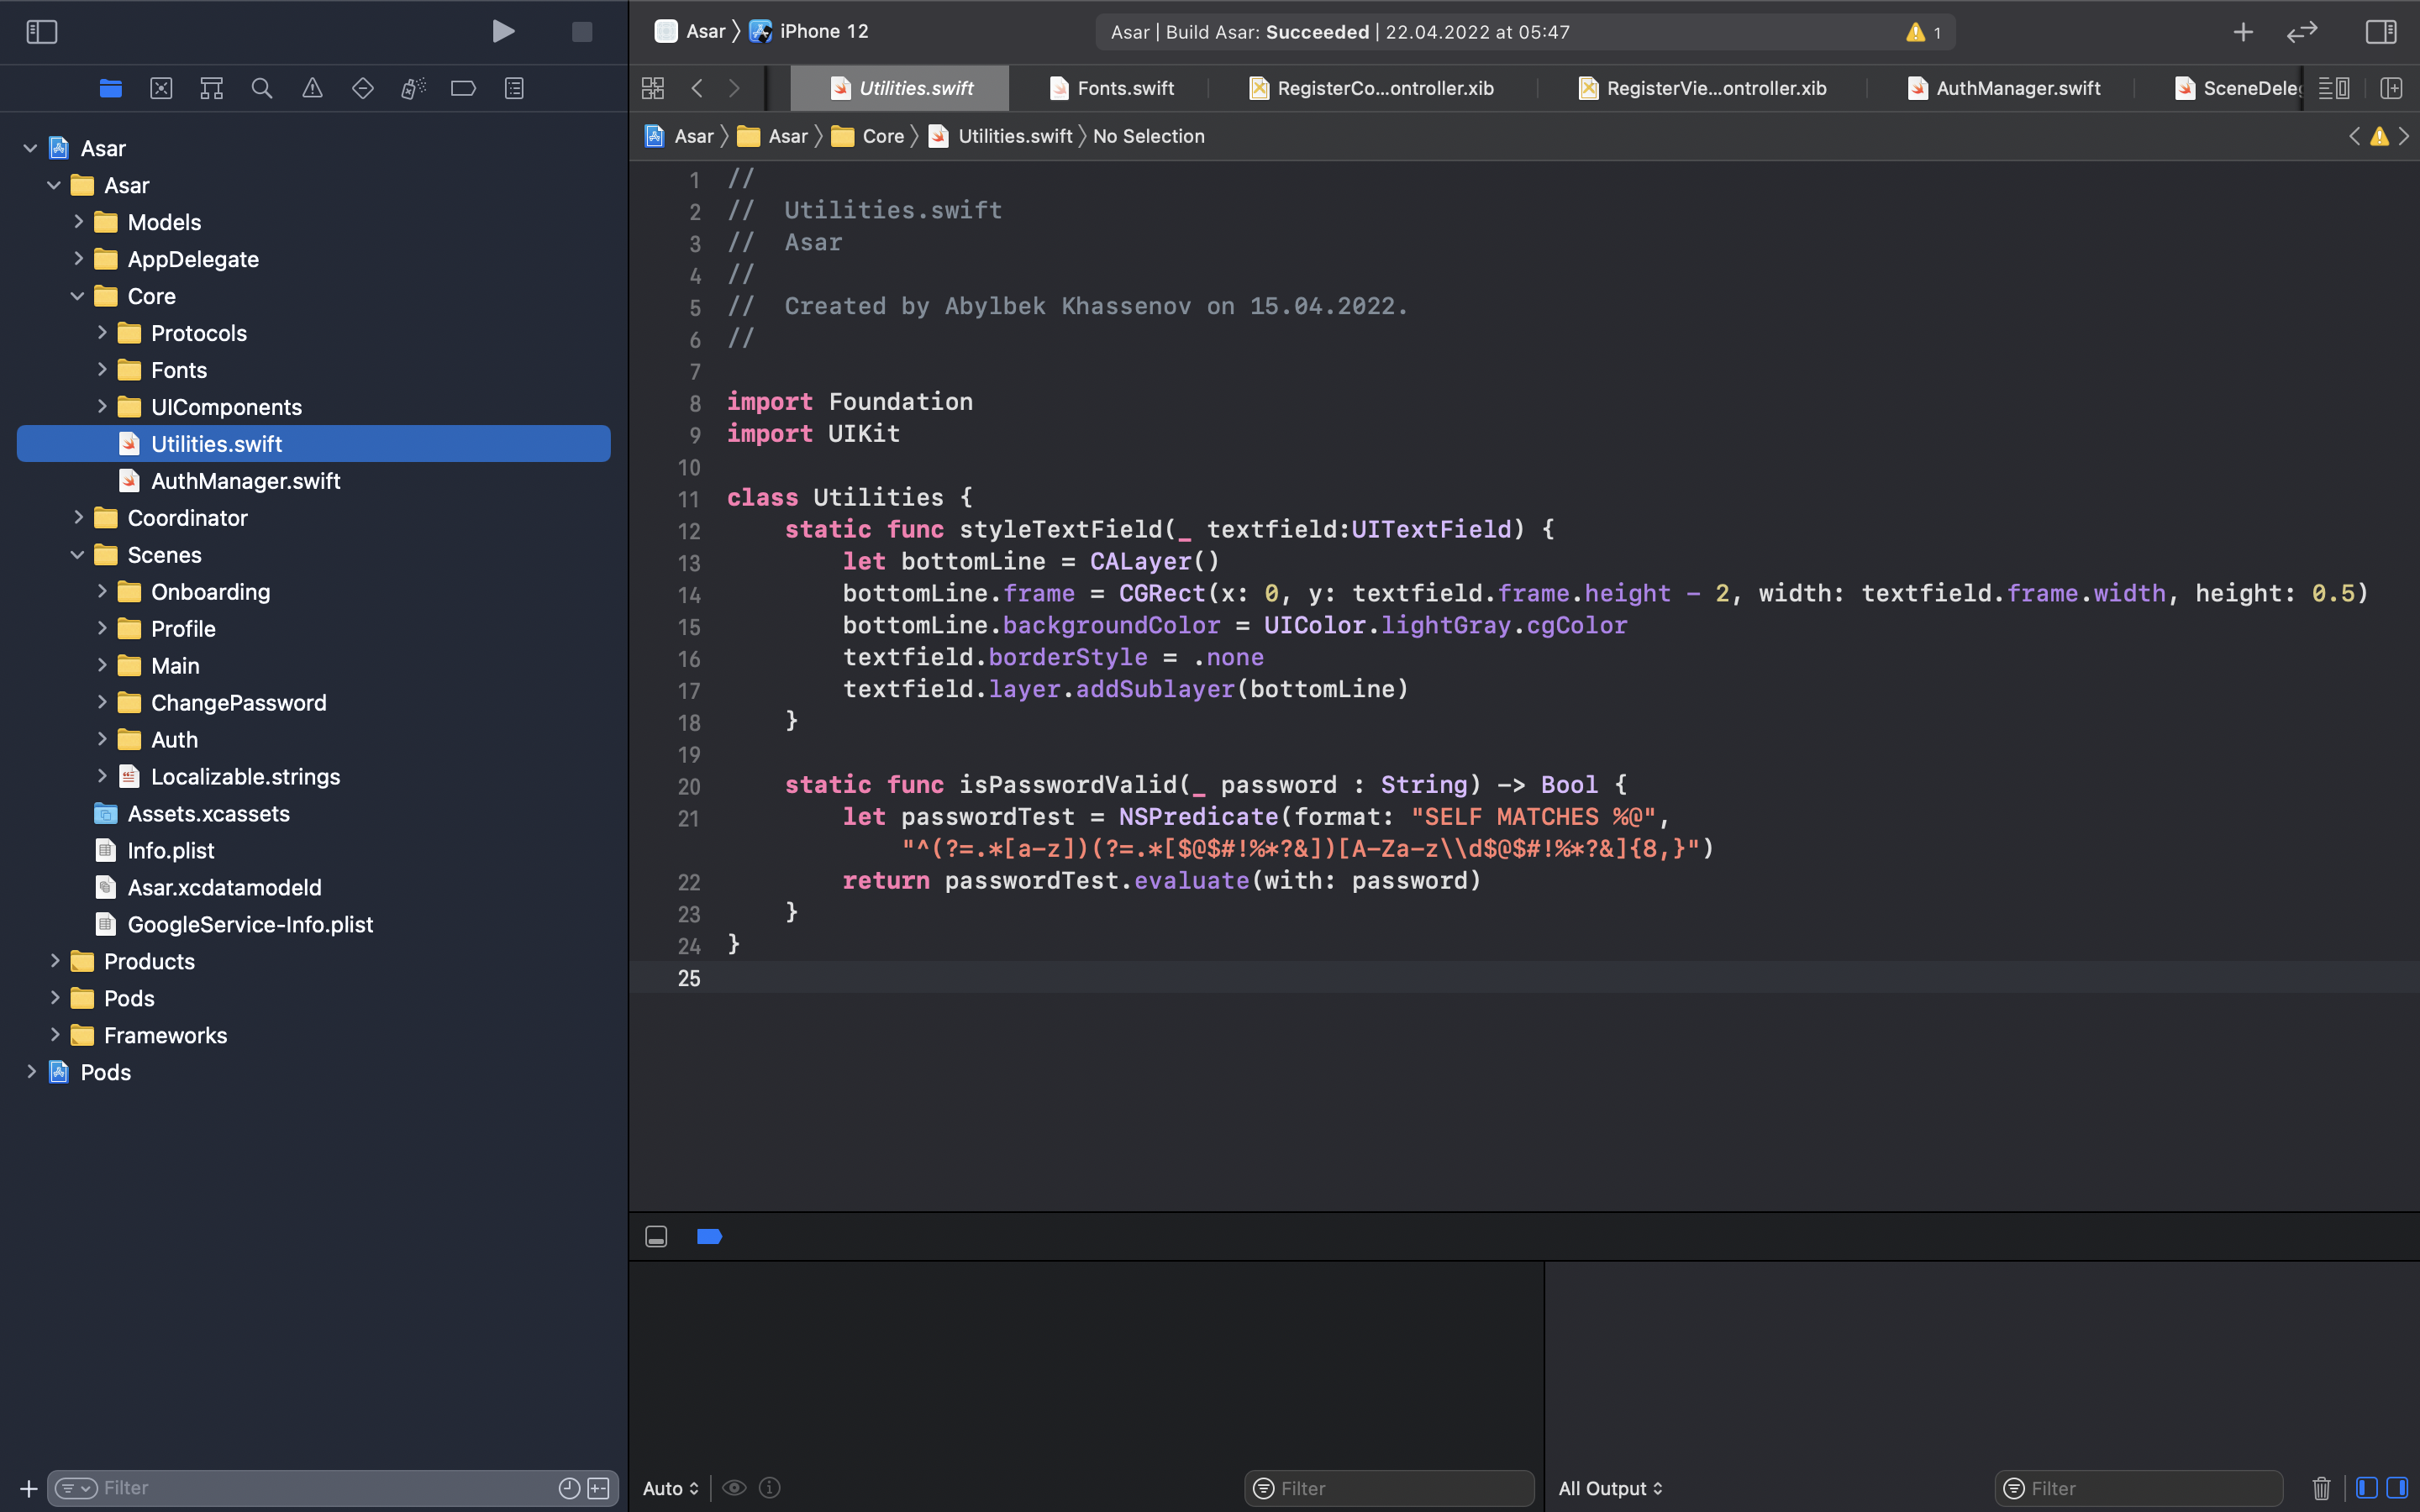 Asar 〉 iPhone 12
Asar | Build Asar: Succeeded | 22.04.2022 at 05:47
1
Utilities.swift
Fonts.swift
RegisterCo...ontroller.xib
RegisterVie...ontroller.xib
AuthManager.swift
SceneDele
Asar 〉 Asar 〉 Core 〉 Utilities.swift 〉 No Selection
Asar
Asar
Models
AppDelegate
Core
Protocols
Fonts
UIComponents
Utilities.swift
AuthManager.swift
Coordinator
Scenes
Onboarding
Profile
Main
ChangePassword
Auth
Localizable.strings
Assets.xcassets
Info.plist
Asar.xcdatamodeld
GoogleService-Info.plist
Products
Pods
Frameworks
Pods
Filter
1 //
2 //  Utilities.swift
3 //  Asar
4 //
5 //  Created by Abylbek Khassenov on 15.04.2022.
6 //
7
8 import Foundation
9 import UIKit
10
11 class Utilities {
12     static func styleTextField(_ textfield:UITextField) {
13         let bottomLine = CALayer()
14         bottomLine.frame = CGRect(x: 0, y: textfield.frame.height - 2, width: textfield.frame.width, height: 0.5)
15         bottomLine.backgroundColor = UIColor.lightGray.cgColor
16         textfield.borderStyle = .none
17         textfield.layer.addSublayer(bottomLine)
18     }
19
20     static func isPasswordValid(_ password : String) -> Bool {
21         let passwordTest = NSPredicate(format: "SELF MATCHES %@",
            "^(?=.*[a-z])(?=.*[$@$#!%*?&])[A-Za-z\\d$@$#!%*?&]{8,}")
22         return passwordTest.evaluate(with: password)
23     }
24 }
25
Auto
Filter
All Output
Filter